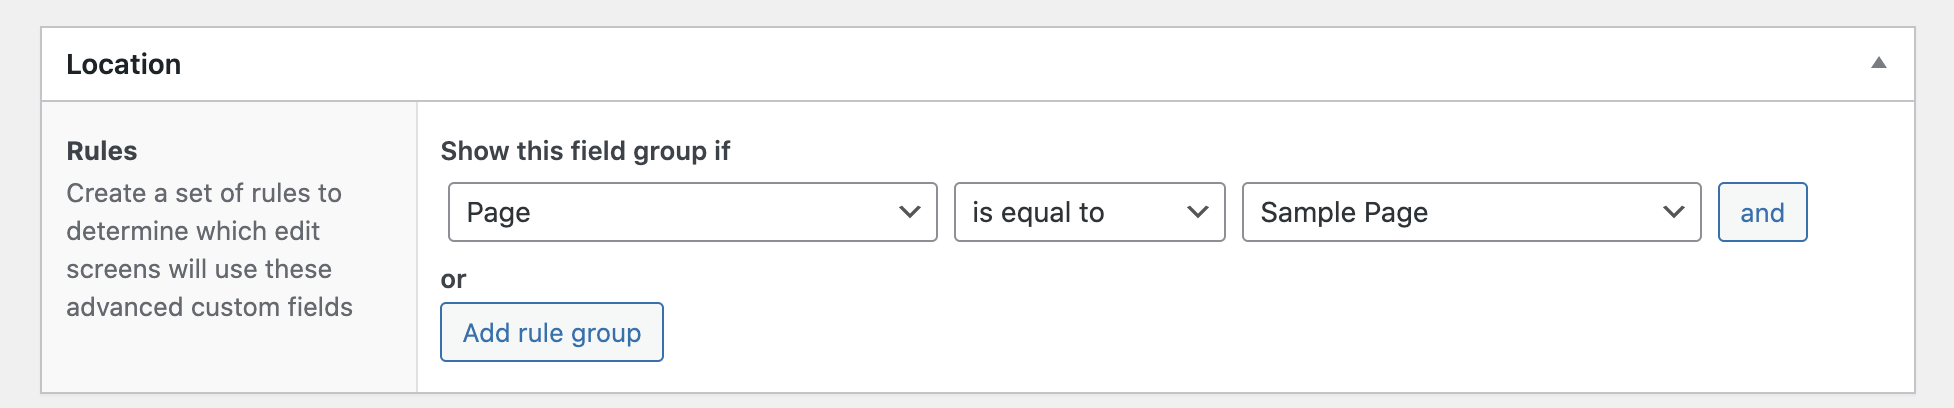 Location
Rules
Create a set of rules to
determine which edit
screens will use these
advanced custom fields
Show this field group if
Page is equal to Sample Page and
or
Add rule group